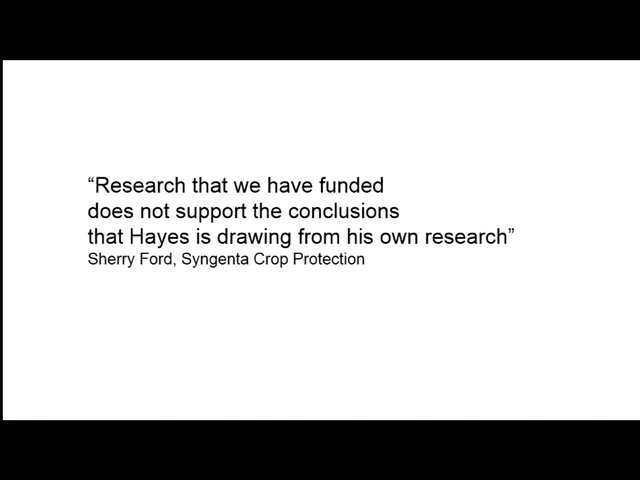 “Research that we have funded
does not support the conclusions
that Hayes is drawing from his own research”
Sherry Ford, Syngenta Crop Protection